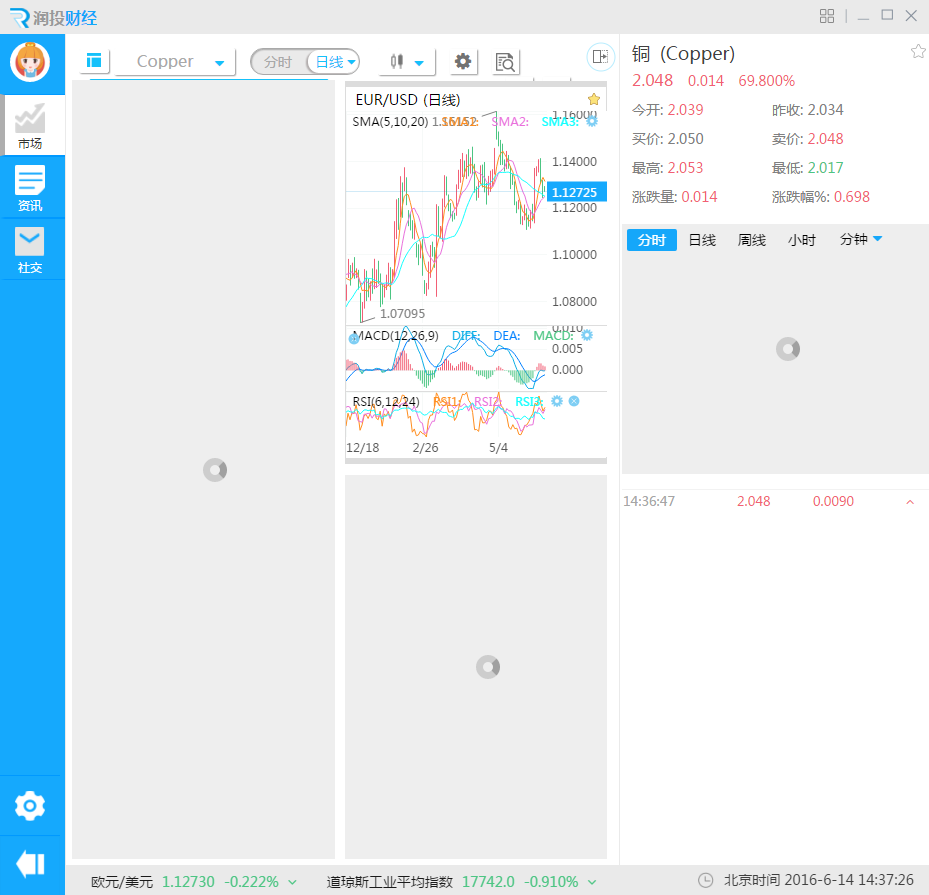 润投财经
市场
资讯
社交
Copper
分时 日线
EUR/USD (日线)
SMA(5,10,20) 1.16152 SMA2: SMA3:
1.16000
1.14000
1.12725
1.12000
1.10000
1.08000
1.07095
MACD(12,26,9) DIFF: DEA: MACD:
0.010
0.005
0.000
RSI(6,12,24) RSI1: RSI2: RSI3:
12/18 2/26 5/4
铜 (Copper)
2.048 0.014 69.800%
今开: 2.039 昨收: 2.034
买价: 2.050 卖价: 2.048
最高: 2.053 最低: 2.017
涨跌量: 0.014 涨跌幅%: 0.698
分时 日线 周线 小时 分钟
14:36:47 2.048 0.0090
欧元/美元 1.12730 -0.222% 道琼斯工业平均指数 17742.0 -0.910% 北京时间 2016-6-14 14:37:26